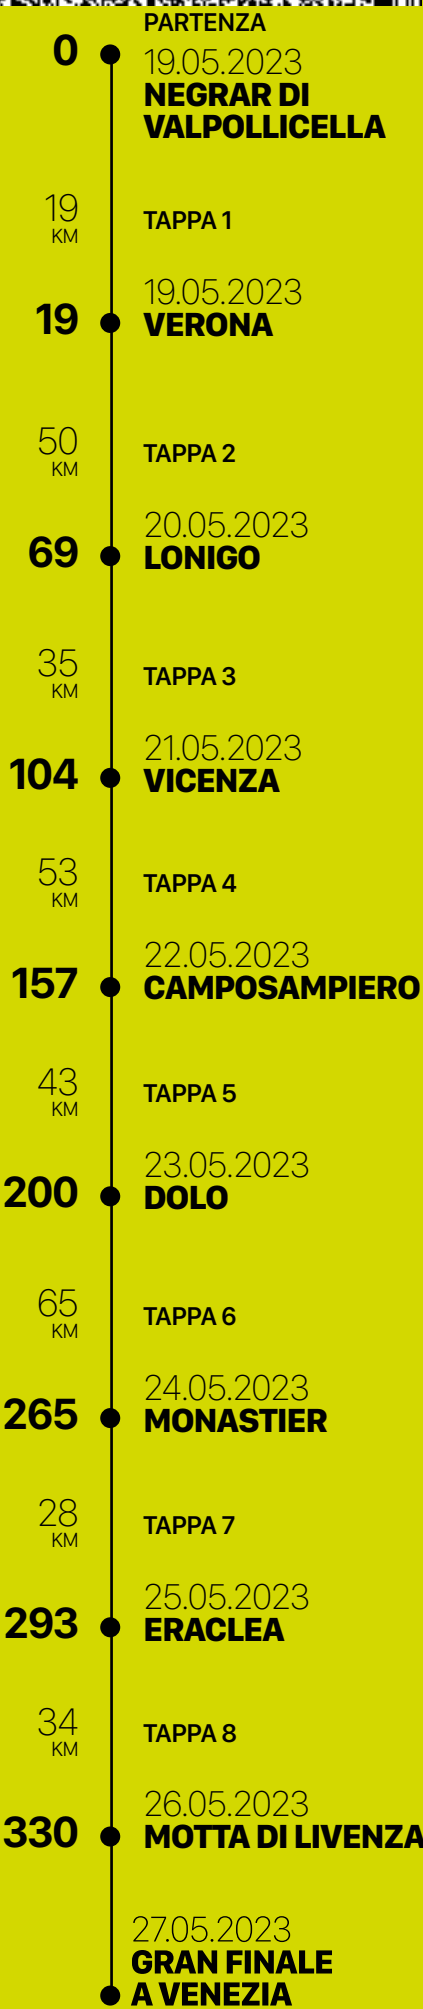 PARTENZA
0
19.05.2023
NEGRAR DI
VALPOLLICELLA
19
KM
TAPPA 1
19.05.2023
19
VERONA
50
KM
TAPPA 2
20.05.2023
69
LONIGO
35
KM
TAPPA 3
21.05.2023
104
VICENZA
53
KM
TAPPA 4
22.05.2023
157
CAMPOSAMPIERO
43
KM
TAPPA 5
23.05.2023
200
DOLO
65
KM
TAPPA 6
24.05.2023
265
MONASTIER
28
KM
TAPPA 7
25.05.2023
293
ERACLEA
34
KM
TAPPA 8
26.05.2023
330
MOTTA DI LIVENZA
27.05.2023
GRAN FINALE
A VENEZIA